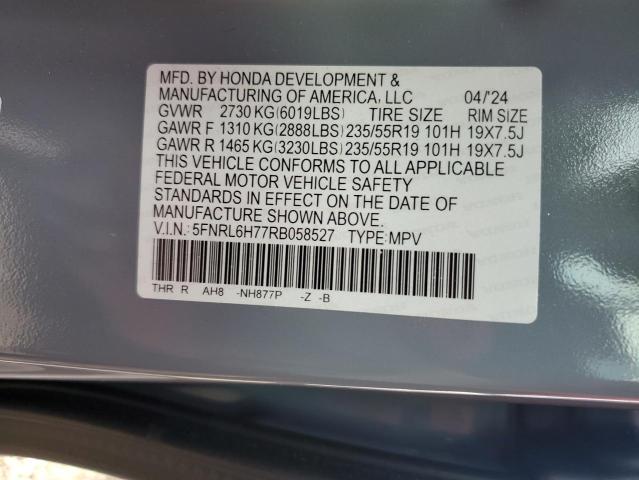 MFD. BY HONDA DEVELOPMENT &
MANUFACTURING OF AMERICA, LLC 04/'24
GVWR 2730 KG(6019LBS) TIRE SIZE RIM SIZE
GAWR F 1310 KG(2888LBS) 235/55R19 101H 19X7.5J
GAWR R 1465 KG(3230LBS) 235/55R19 101H 19X7.5J
THIS VEHICLE CONFORMS TO ALL APPLICABLE
FEDERAL MOTOR VEHICLE SAFETY
STANDARDS IN EFFECT ON THE DATE OF
MANUFACTURE SHOWN ABOVE.
V.I.N.: 5FNRL6H77RB058527 TYPE: MPV
THR R AH8 -NH877P -Z -B